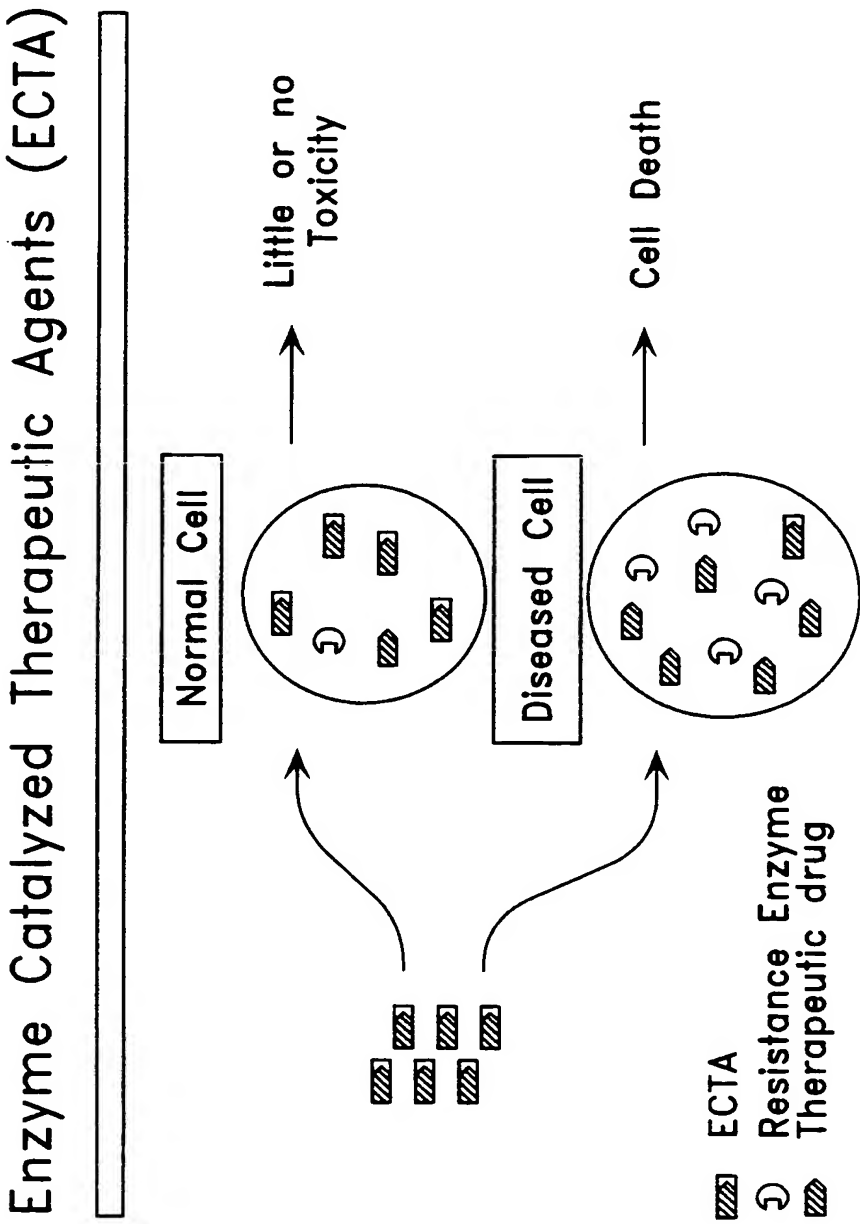 Enzyme Catalyzed Therapeutic Agents (ECTA)
Normal Cell
Little or no
Toxicity
Diseased Cell
Cell Death
ECTA
Resistance Enzyme
Therapeutic drug